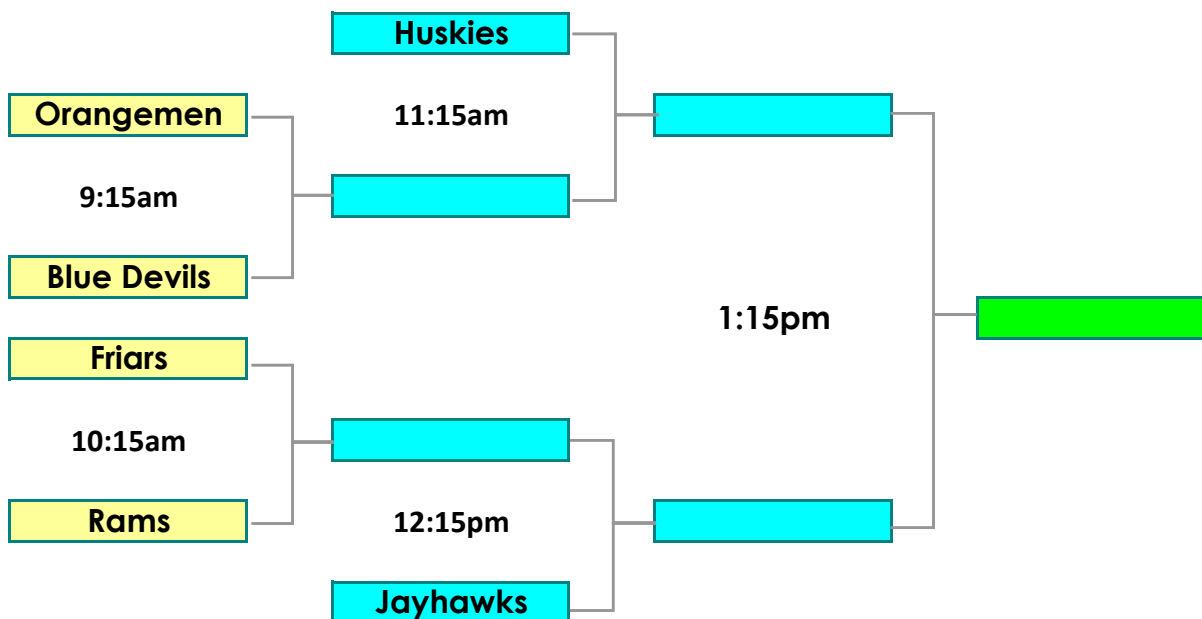 Huskies
Orangemen
11:15am
9:15am
Blue Devils
1:15pm
Friars
10:15am
Rams
12:15pm
Jayhawks